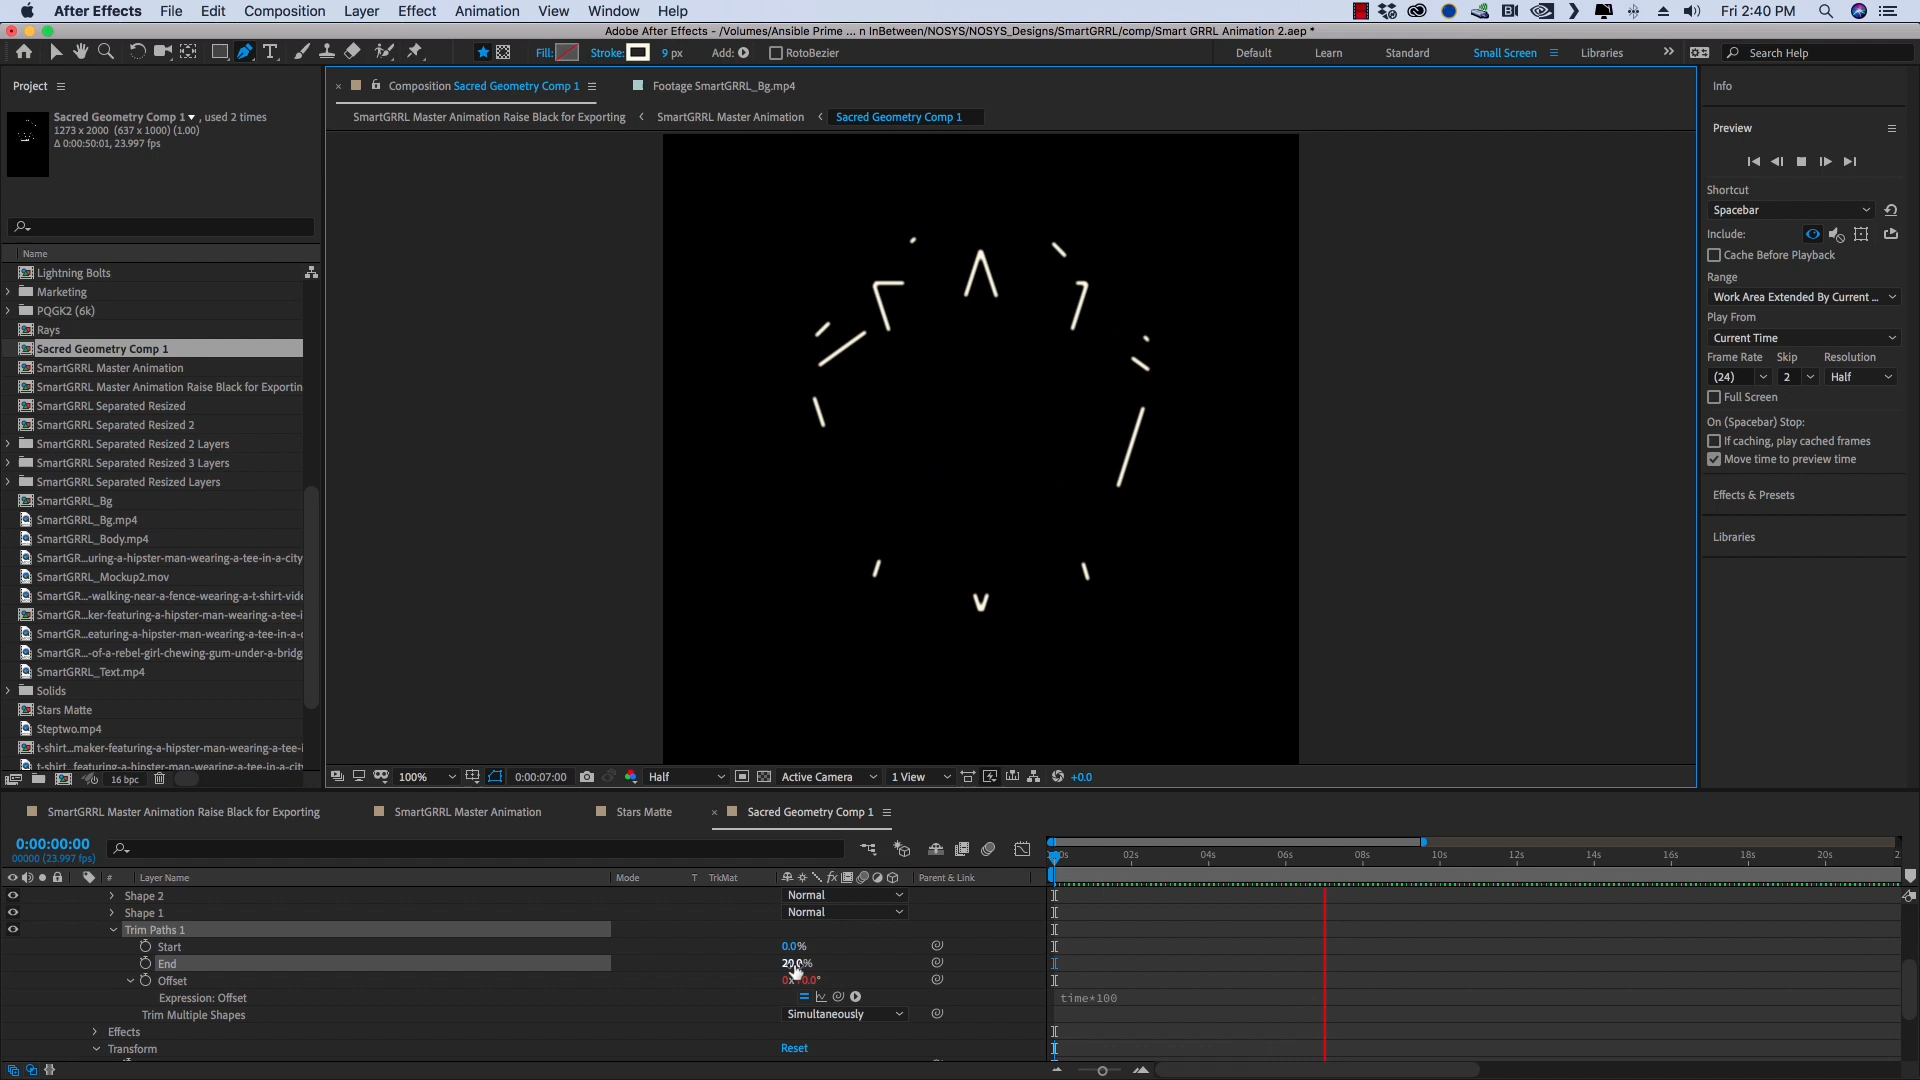 After Effects File Edit Composition Layer Effect Animation View Window Help Fri 2:40 PM
Adobe After Effects - /Volumes/Ansible Prime ... n InBetween/NOSYS/NOSYS_Designs/SmartGRRL/comp/Smart GRRL Animation 2.aep *
Fill: Stroke: 9 px Add: RotoBezier Default Learn Standard Small Screen Libraries Search Help
Project
Composition Sacred Geometry Comp 1
Footage SmartGRRL_Bg.mp4
SmartGRRL Master Animation Raise Black for Exporting SmartGRRL Master Animation Sacred Geometry Comp 1
Sacred Geometry Comp 1 , used 2 times
1273 x 2000 (637 x 1000) (1.00)
Δ 0:00:50:01, 23.997 fps
Name
Lightning Bolts
Marketing
PQGK2 (6k)
Rays
Sacred Geometry Comp 1
SmartGRRL Master Animation
SmartGRRL Master Animation Raise Black for Exportin
SmartGRRL Separated Resized
SmartGRRL Separated Resized 2
SmartGRRL Separated Resized 2 Layers
SmartGRRL Separated Resized 3 Layers
SmartGRRL Separated Resized Layers
SmartGRRL_Bg
SmartGRRL_Bg.mp4
SmartGRRL_Body.mp4
SmartGR...uring-a-hipster-man-wearing-a-tee-in-a-city
SmartGRRL_Mockup2.mov
SmartGR...-walking-near-a-fence-wearing-a-t-shirt-vide
SmartGR...ker-featuring-a-hipster-man-wearing-a-tee-i
SmartGR...eaturing-a-hipster-man-wearing-a-tee-in-a-c
SmartGR...-of-a-rebel-girl-chewing-gum-under-a-bridg
SmartGRRL_Text.mp4
Solids
Stars Matte
Steptwo.mp4
t-shirt...maker-featuring-a-hipster-man-wearing-a-tee-i
t-shirt...maker-featuring-a-hipster-man-wearing-a-tee-in-a-cit
16 bpc
100% 0:00:07:00 Half Active Camera 1 View +0.0
Info
Preview
Shortcut
Spacebar
Include:
Cache Before Playback
Range
Work Area Extended By Current ...
Play From
Current Time
Frame Rate Skip Resolution
(24) 2 Half
Full Screen
On (Spacebar) Stop:
If caching, play cached frames
Move time to preview time
Effects & Presets
Libraries
SmartGRRL Master Animation Raise Black for Exporting SmartGRRL Master Animation Stars Matte Sacred Geometry Comp 1
0:00:00:00
00000 (23.997 fps)
02s 04s 06s 08s 10s 12s 14s 16s 18s 20s
# Layer Name Mode T TrkMat fx Parent & Link
Shape 2 Normal
Shape 1 Normal
Trim Paths 1
Start 0.0%
End
Offset
Expression: Offset time*100
Trim Multiple Shapes Simultaneously
Effects
Transform Reset